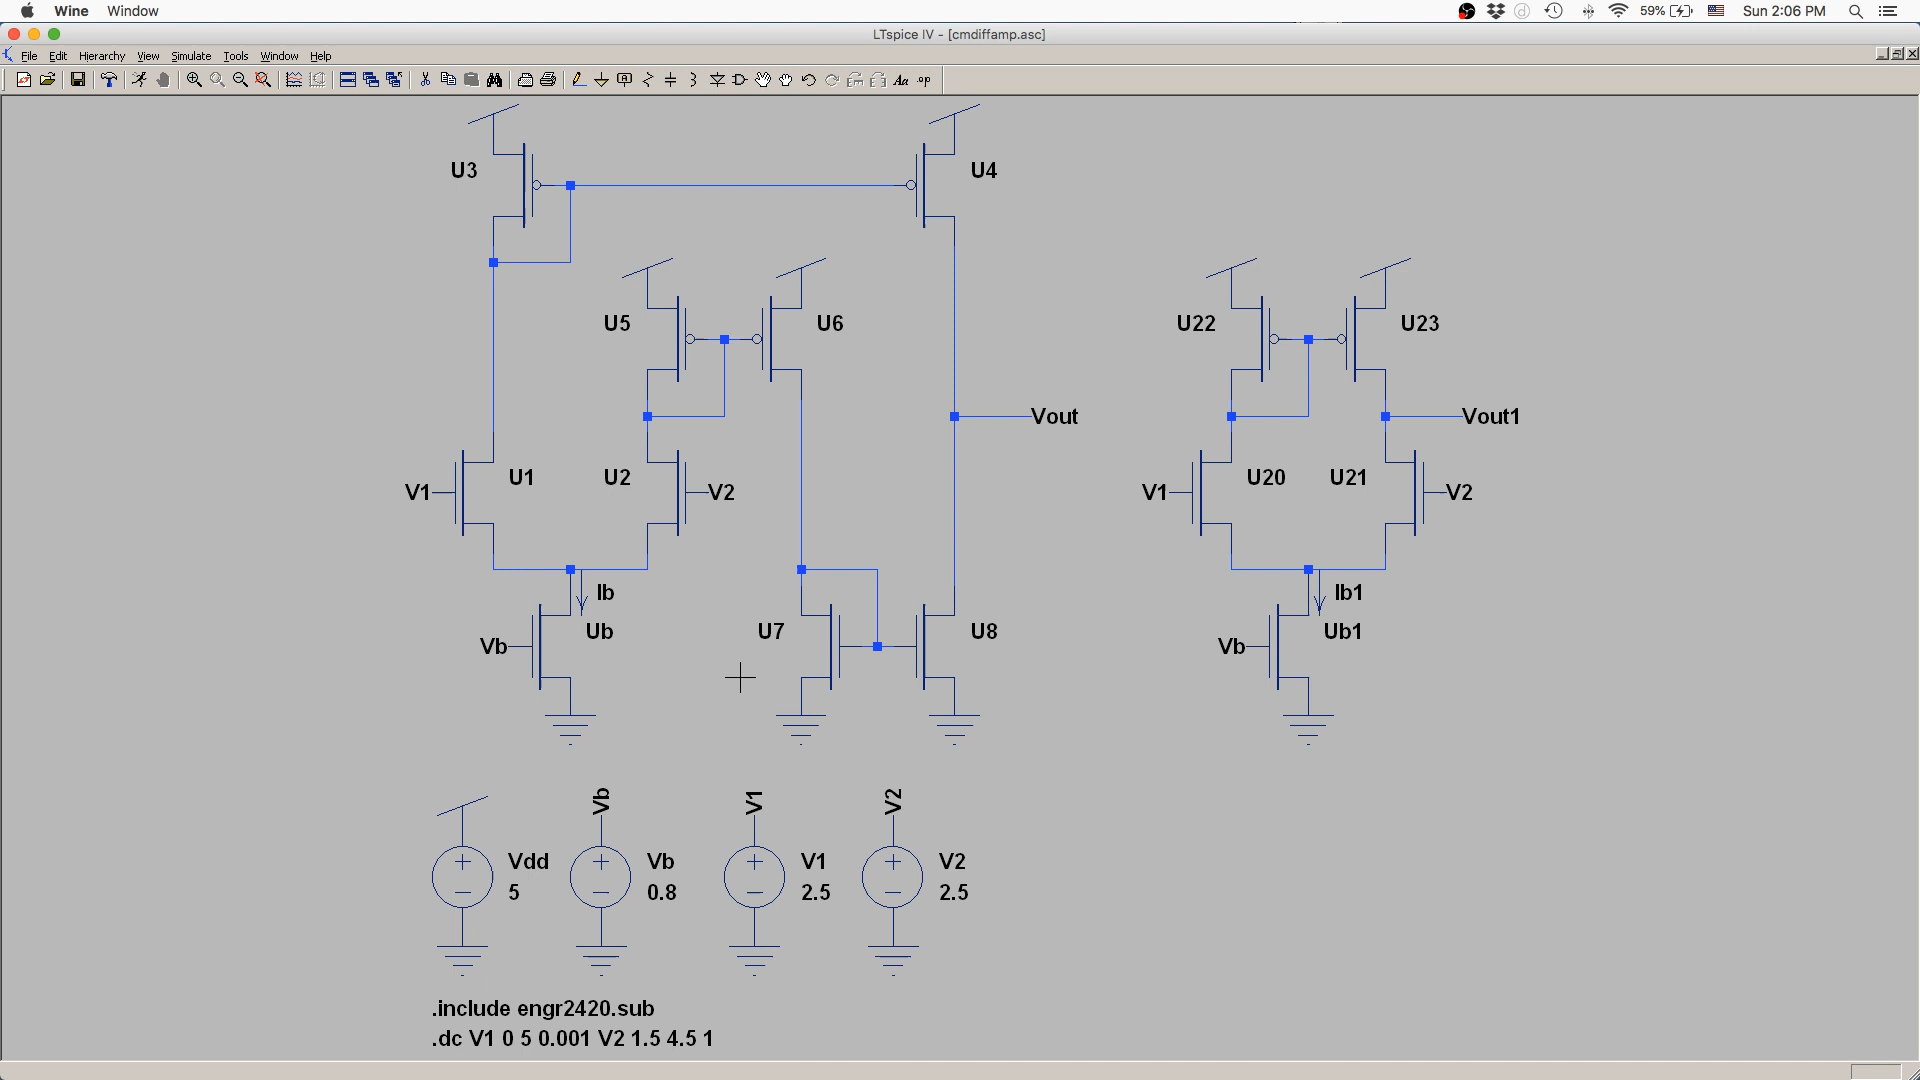 Wine Window 59% Sun 2:06 PM
LTspice IV - [cmdiffamp.asc]
File Edit Hierarchy View Simulate Tools Window Help
Aa .op
U3 U4
U5 U6 U22 U23
Vout Vout1
V1 U1 U2 V2 V1 U20 U21 V2
Ib Ib1
Vb Ub U7 U8 Vb Ub1
Vb V1 V2
Vdd Vb V1 V2
5 0.8 2.5 2.5
.include engr2420.sub
.dc V1 0 5 0.001 V2 1.5 4.5 1